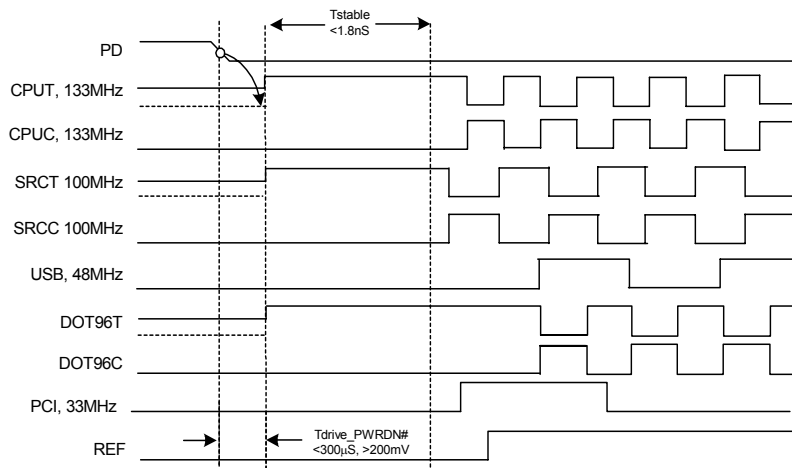 Tstable
<1.8nS
PD
CPUT, 133MHz
CPUC, 133MHz
SRCT 100MHz
SRCC 100MHz
USB, 48MHz
DOT96T
DOT96C
PCI, 33MHz
Tdrive_PWRDN#
<300μS, >200mV
REF